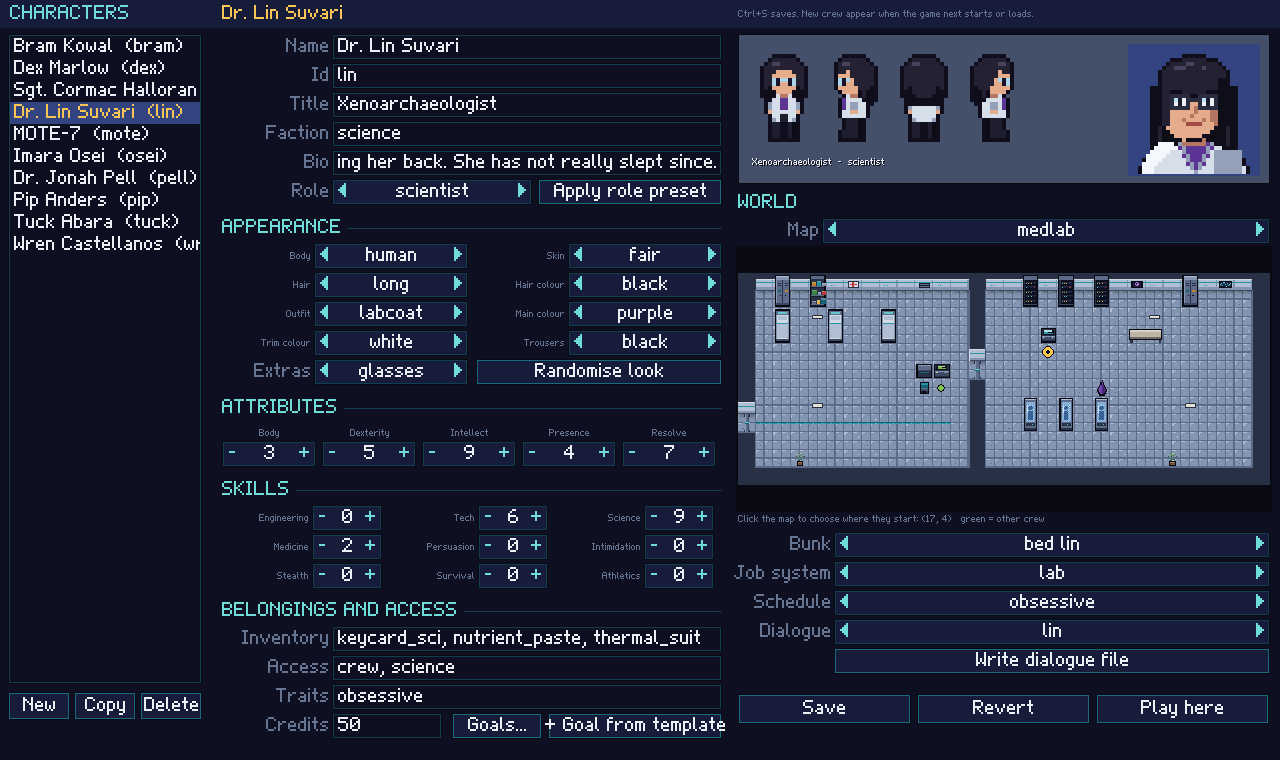 CHARACTERS
Bram Kowal (bram)
Dex Marlow (dex)
Sgt. Cormac Halloran
Dr. Lin Suvari (lin)
MOTE-7 (mote)
Imara Osei (osei)
Dr. Jonah Pell (pell)
Pip Anders (pip)
Tuck Abara (tuck)
Wren Castellanos (wr
New Copy Delete
Dr. Lin Suvari
Name Dr. Lin Suvari
Id lin
Title Xenoarchaeologist
Faction science
Bio ing her back. She has not really slept since.
Role scientist Apply role preset
APPEARANCE
Body human Skin fair
Hair long Hair colour black
Outfit labcoat Main colour purple
Trim colour white Trousers black
Extras glasses Randomise look
ATTRIBUTES
Body Dexterity Intellect Presence Resolve
- 3 + - 5 + - 9 + - 4 + - 7 +
SKILLS
Engineering - 0 + Tech - 6 + Science - 9 +
Medicine - 2 + Persuasion - 0 + Intimidation - 0 +
Stealth - 0 + Survival - 0 + Athletics - 0 +
BELONGINGS AND ACCESS
Inventory keycard_sci, nutrient_paste, thermal_suit
Access crew, science
Traits obsessive
Credits 50 Goals... + Goal from template
Ctrl+S saves. New crew appear when the game next starts or loads.
Xenoarchaeologist - scientist
WORLD
Map medlab
Click the map to choose where they start: (17, 4) green = other crew
Bunk bed lin
Job system lab
Schedule obsessive
Dialogue lin
Write dialogue file
Save Revert Play here